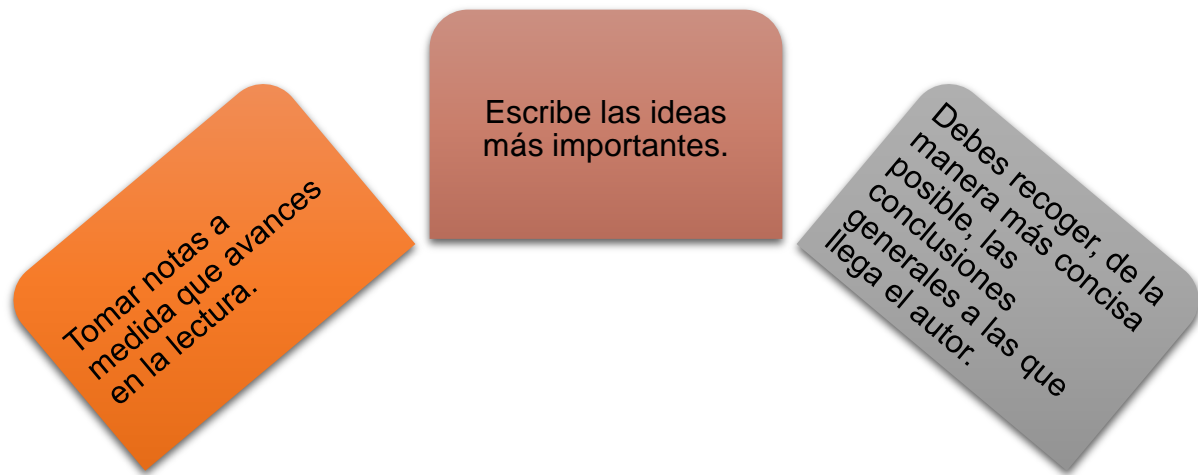 Tomar notas a
medida que avances
en la lectura.
Escribe las ideas
más importantes.
Debes recoger, de la
manera más concisa
posible, las
conclusiones
generales a las que
llega el autor.